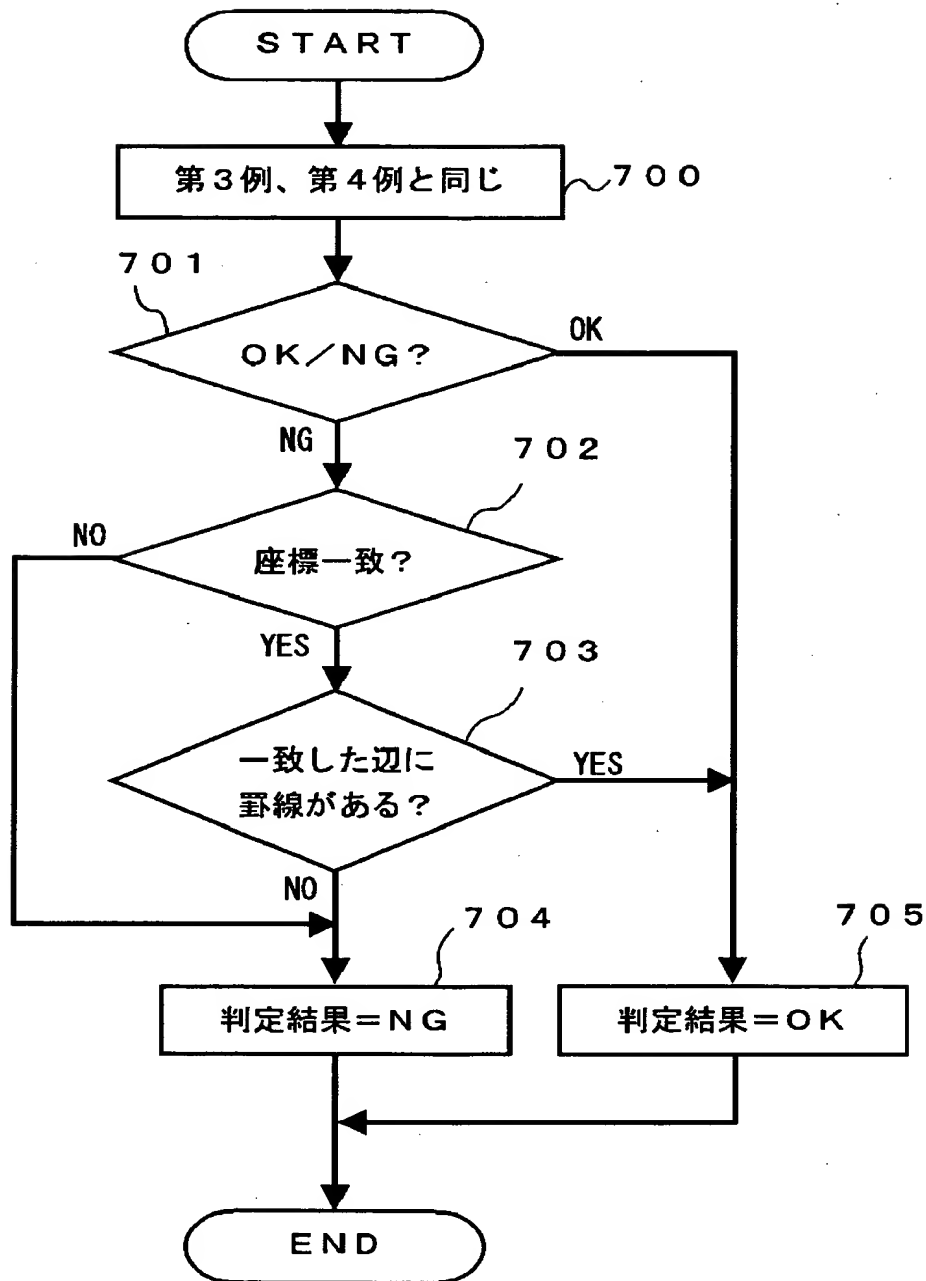 START
第3例、第4例と同じ
700
701
OK/NG?
OK
NG
702
NO
座標一致?
YES
703
一致した辺に
罫線がある?
YES
NO
704
705
判定結果=NG
判定結果=OK
END